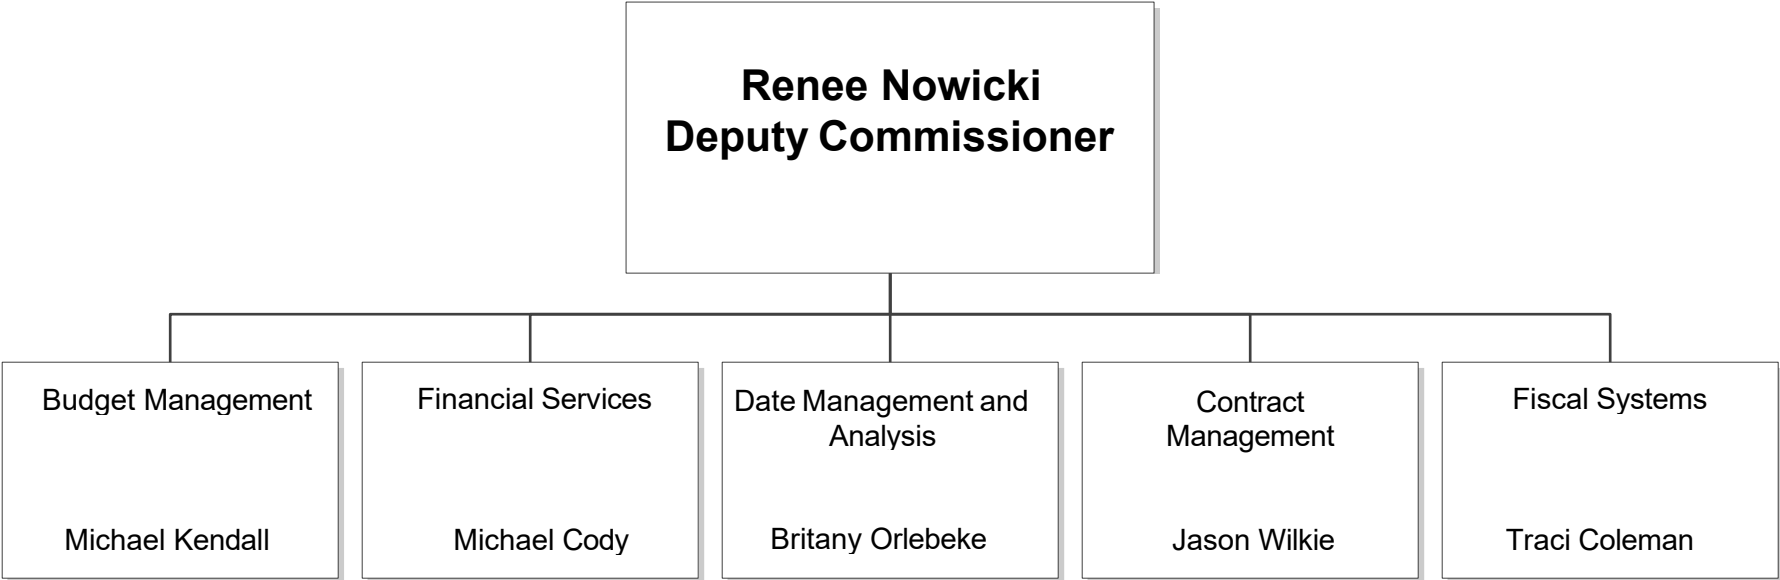 Renee Nowicki
Deputy Commissioner
Budget Management
Michael Kendall
Financial Services
Michael Cody
Date Management and
Analysis
Britany Orlebeke
Contract
Management
Jason Wilkie
Fiscal Systems
Traci Coleman